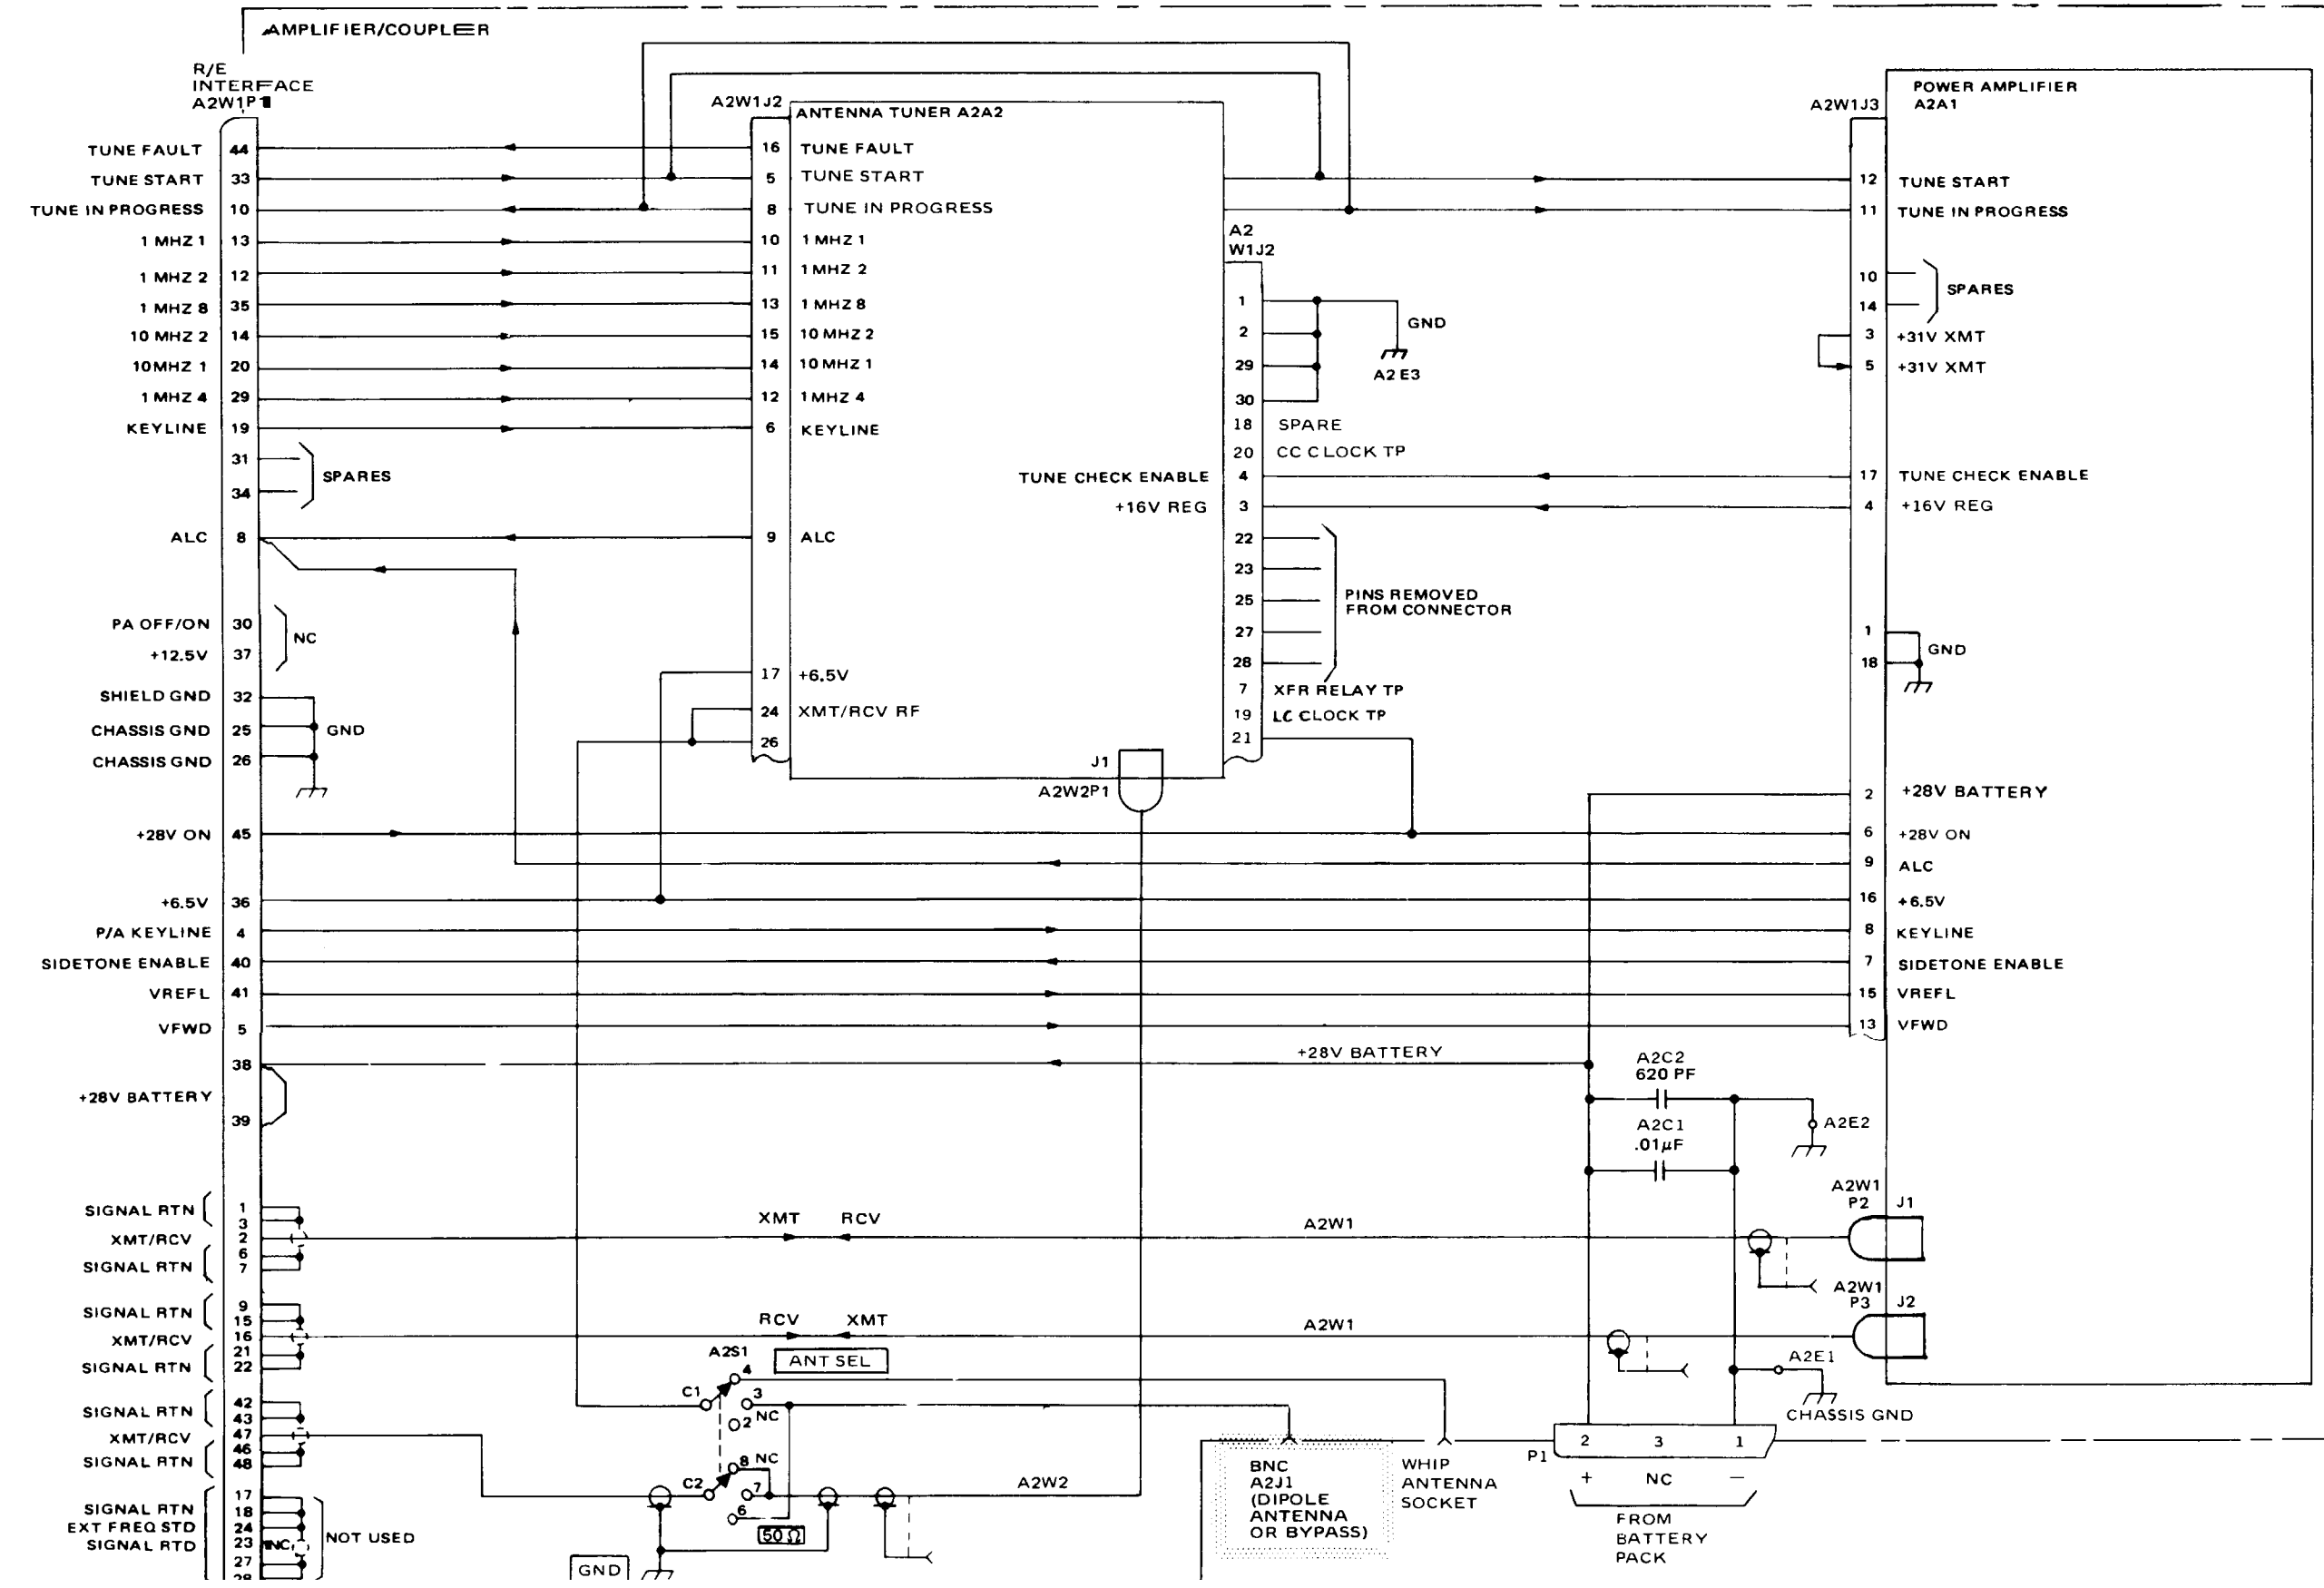 AMPLIFIER/COUPLER
R/E
INTERFACE
A2W1P1
TUNE FAULT 44
TUNE START 33
TUNE IN PROGRESS 10
1 MHZ 1 13
1 MHZ 2 12
1 MHZ 8 35
10 MHZ 2 14
10MHZ 1 20
1 MHZ 4 29
KEYLINE 19
31
34
SPARES
ALC 8
PA OFF/ON 30
+12.5V 37
NC
SHIELD GND 32
CHASSIS GND 25
CHASSIS GND 26
GND
+28V ON 45
+6.5V 36
P/A KEYLINE 4
SIDETONE ENABLE 40
VREFL 41
VFWD 5
38
+28V BATTERY
39
SIGNAL RTN
1
3
XMT/RCV 2
6
SIGNAL RTN
7
SIGNAL RTN
9
15
XMT/RCV 16
21
SIGNAL RTN
22
42
SIGNAL RTN
43
XMT/RCV 47
46
SIGNAL RTN
48
17
SIGNAL RTN 18
EXT FREQ STD 24
SIGNAL RTD 23
NC
27
28
NOT USED
A2W1J2
ANTENNA TUNER A2A2
16 TUNE FAULT
5 TUNE START
8 TUNE IN PROGRESS
10 1 MHZ 1
11 1 MHZ 2
13 1 MHZ 8
15 10 MHZ 2
14 10 MHZ 1
12 1 MHZ 4
6 KEYLINE
9 ALC
17 +6.5V
24 XMT/RCV RF
26
A2
W1J2
1
2
29
30
GND
A2E3
18 SPARE
20 CC CLOCK TP
TUNE CHECK ENABLE 4
+16V REG 3
22
23
25
27
28
PINS REMOVED
FROM CONNECTOR
7 XFR RELAY TP
19 LC CLOCK TP
21
J1
A2W2P1
A2W1J3
POWER AMPLIFIER
A2A1
12 TUNE START
11 TUNE IN PROGRESS
10
14
SPARES
3 +31V XMT
5 +31V XMT
17 TUNE CHECK ENABLE
4 +16V REG
1
18
GND
2 +28V BATTERY
6 +28V ON
9 ALC
16 +6.5V
8 KEYLINE
7 SIDETONE ENABLE
15 VREFL
13 VFWD
+28V BATTERY
A2C2
620 PF
A2C1
.01µF
A2E2
XMT RCV
A2W1
A2W1
P2 J1
RCV XMT
A2W1
A2W1
P3 J2
A2S1
ANT SEL
C1 4
3
NC
2
C2 8 NC
7
6
50 Ω
GND
A2W2
A2E1
CHASSIS GND
BNC
A2J1
(DIPOLE
ANTENNA
OR BYPASS)
WHIP
ANTENNA
SOCKET
P1
2 3 1
+ NC −
FROM
BATTERY
PACK